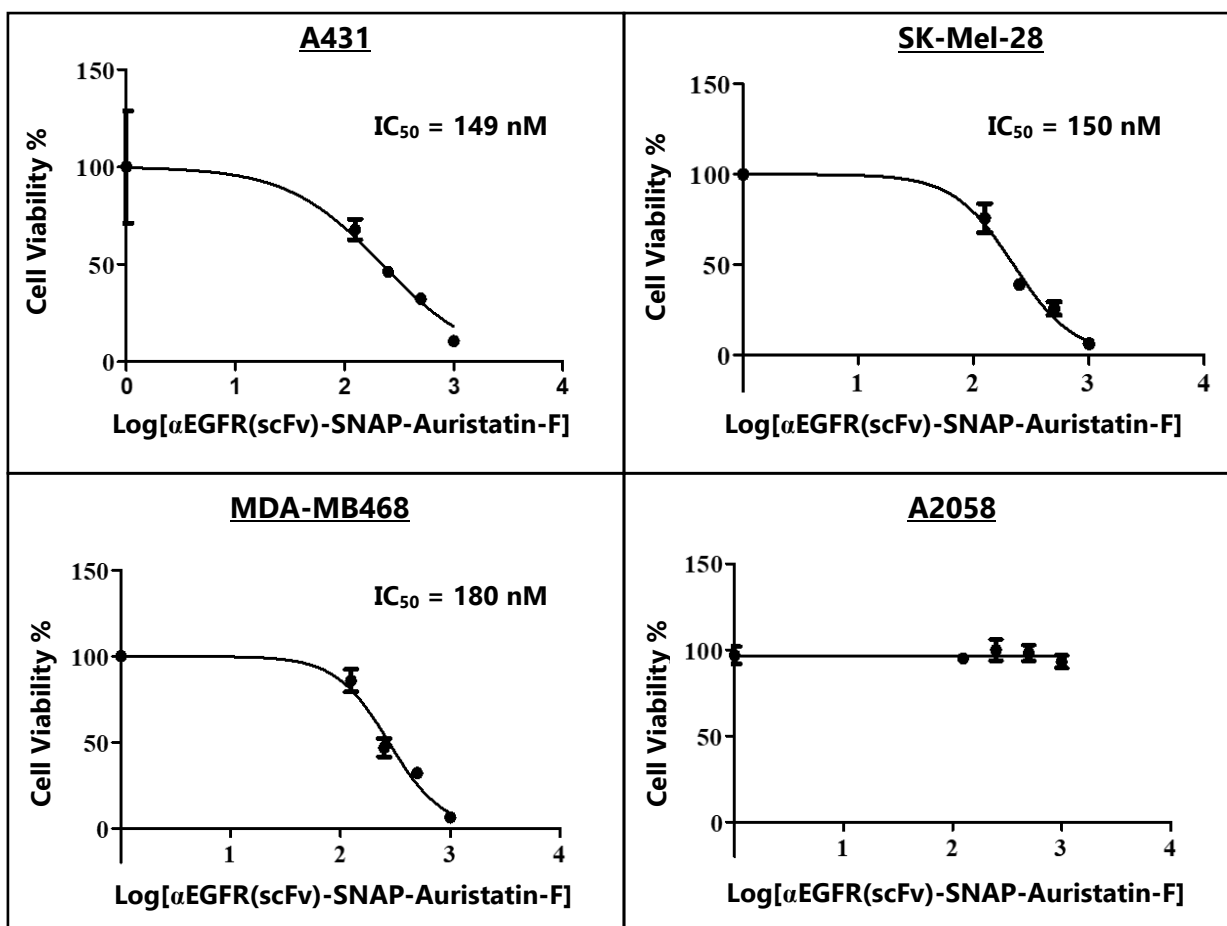 A431
IC₅₀ = 149 nM
Cell Viability %
150
100
50
0
0 1 2 3 4
Log[αEGFR(scFv)-SNAP-Auristatin-F]
SK-Mel-28
IC₅₀ = 150 nM
Cell Viability %
150
100
50
0
1 2 3 4
Log[αEGFR(scFv)-SNAP-Auristatin-F]
MDA-MB468
IC₅₀ = 180 nM
Cell Viability %
150
100
50
0
1 2 3 4
Log[αEGFR(scFv)-SNAP-Auristatin-F]
A2058
Cell Viability %
150
100
50
0
1 2 3 4
Log[αEGFR(scFv)-SNAP-Auristatin-F]